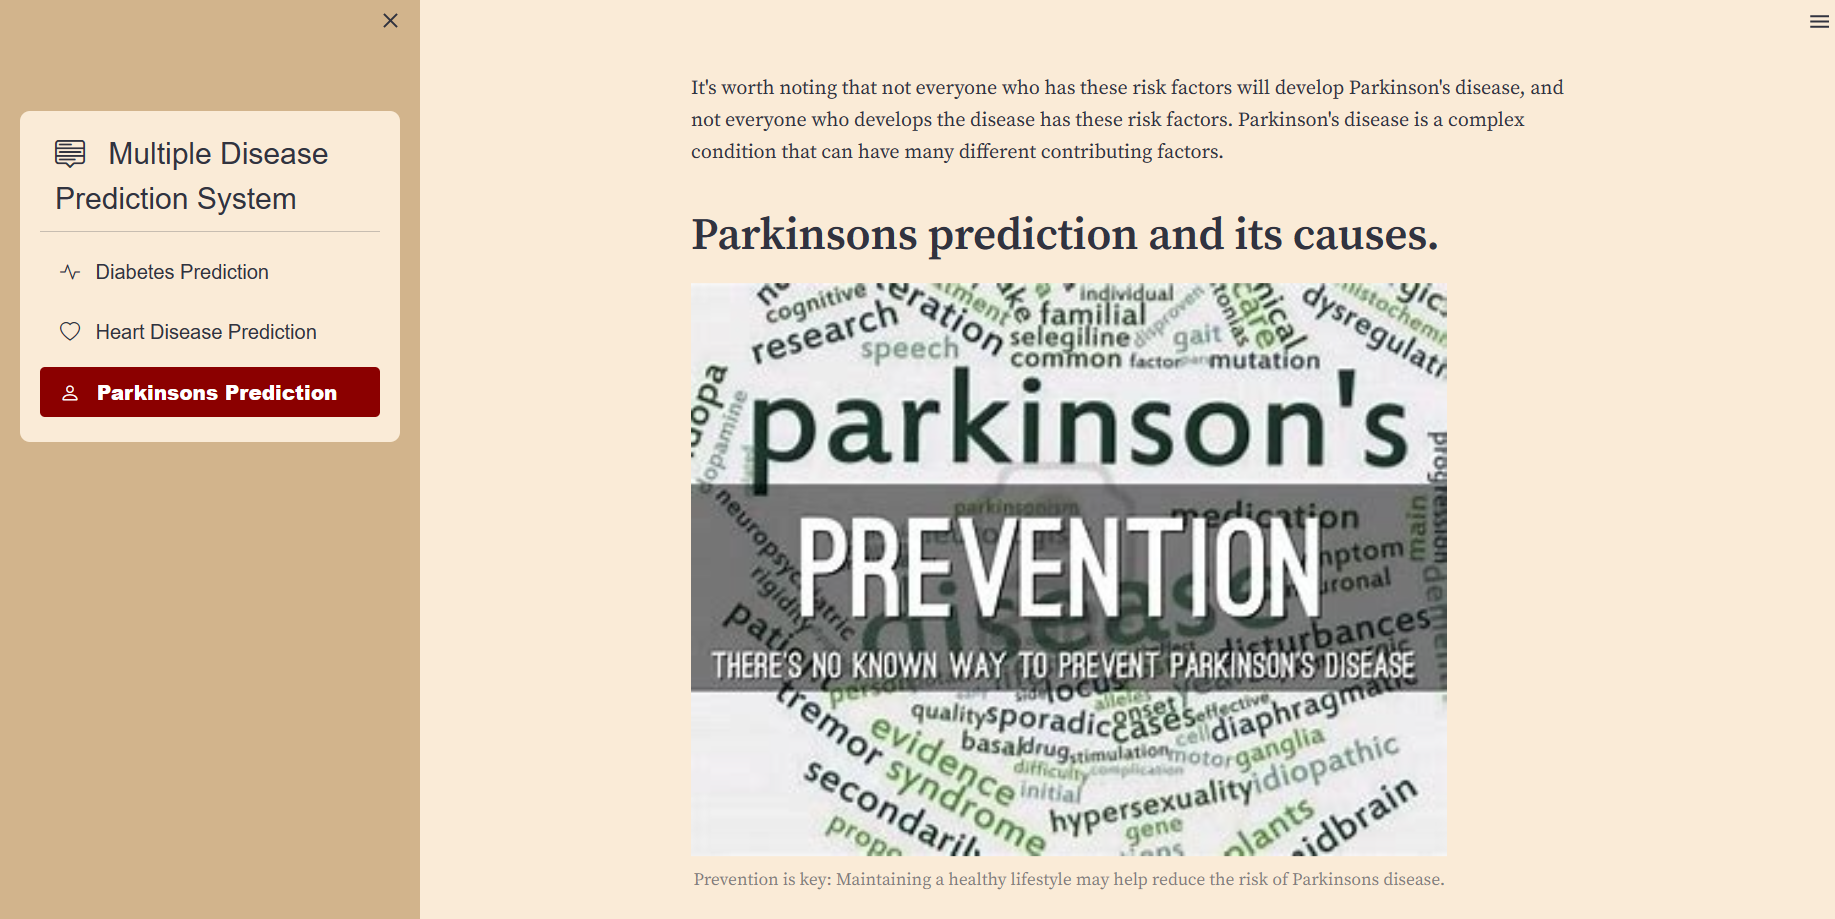 Multiple Disease
Prediction System
Diabetes Prediction
Heart Disease Prediction
Parkinsons Prediction
It's worth noting that not everyone who has these risk factors will develop Parkinson's disease, and
not everyone who develops the disease has these risk factors. Parkinson's disease is a complex
condition that can have many different contributing factors.
Parkinsons prediction and its causes.
cognitive
individual
research
familial
disproven
selegiline
gait
speech
common factor mutation
dopamine
parkinson's
parkinsonism
medication
main
PREVENTION
disease
rigidity
disturbances
THERE'S NO KNOWN WAY TO PREVENT PARKINSON'S DISEASE
locus
alleles
tremor
quality sporadic onset cases effective
diaphragmatic
cell
evidence
basal drug stimulation motor ganglia
difficulty complication
idiopathic
syndrome
initial
hypersexuality
gene
plants
Prevention is key: Maintaining a healthy lifestyle may help reduce the risk of Parkinsons disease.